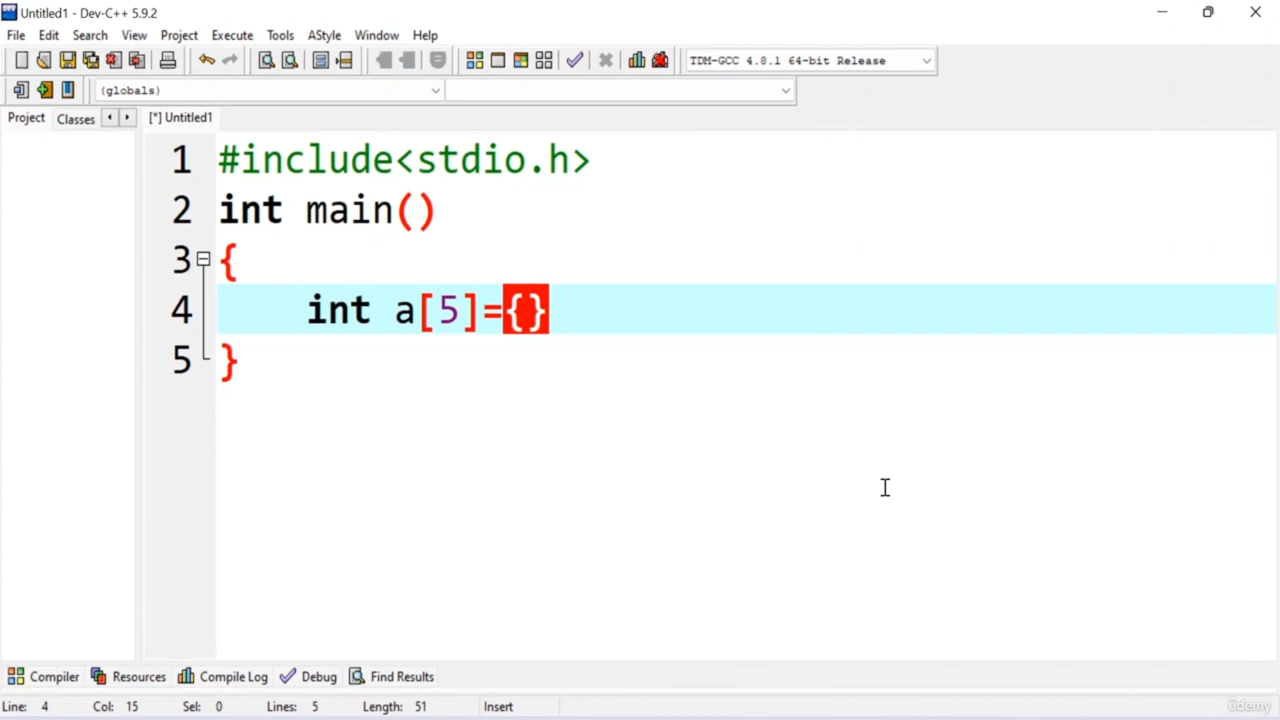 Untitled1 - Dev-C++ 5.9.2
File Edit Search View Project Execute Tools AStyle Window Help
TDM-GCC 4.8.1 64-bit Release
(globals)
Project Classes [*] Untitled1
1 #include<stdio.h>
2 int main()
3 {
4 int a[5]={}
5 }
Compiler Resources Compile Log Debug Find Results
Line: 4 Col: 15 Sel: 0 Lines: 5 Length: 51 Insert
ûdemy